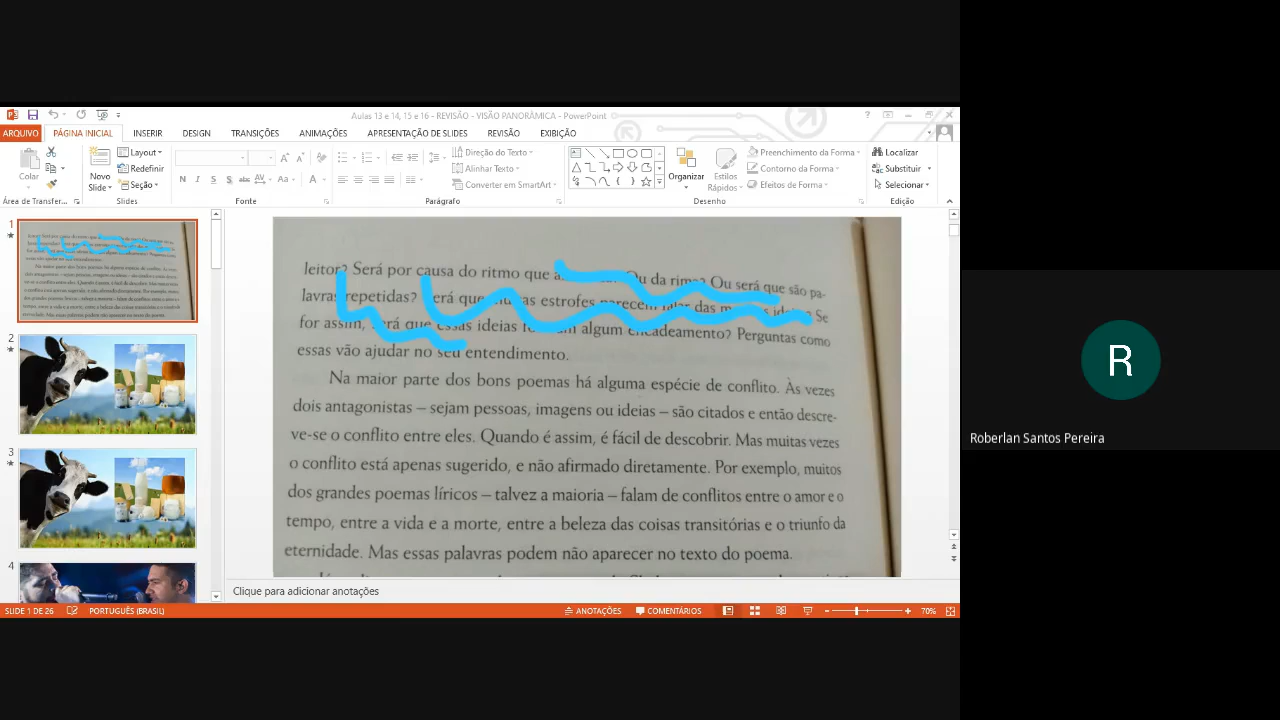 Aulas 13 e 14, 15 e 16 - REVISÃO - VISÃO PANORÂMICA - PowerPoint
ARQUIVO PÁGINA INICIAL INSERIR DESIGN TRANSIÇÕES ANIMAÇÕES APRESENTAÇÃO DE SLIDES REVISÃO EXIBIÇÃO
Colar
Novo
Slide
Layout
Redefinir
Seção
N I S S abc AV Aa A
Direção do Texto
Alinhar Texto
Converter em SmartArt
Organizar
Estilos
Rápidos
Preenchimento da Forma
Contorno da Forma
Efeitos de Forma
Localizar
Substituir
Selecionar
Área de Transfer... Slides Fonte Parágrafo Desenho Edição
1
2
3
4
leitor? Será por causa do ritmo que Ou da rima? Ou será que são pa-
lavras repetidas? Será que as estrofes parecem falar das Se
for assim, será que essas ideias algum encadeamento? Perguntas como
essas vão ajudar no seu entendimento.
Na maior parte dos bons poemas há alguma espécie de conflito. Às vezes
dois antagonistas – sejam pessoas, imagens ou ideias – são citados e então descre-
ve-se o conflito entre eles. Quando é assim, é fácil de descobrir. Mas muitas vezes
o conflito está apenas sugerido, e não afirmado diretamente. Por exemplo, muitos
dos grandes poemas líricos – talvez a maioria – falam de conflitos entre o amor e o
tempo, entre a vida e a morte, entre a beleza das coisas transitórias e o triunfo da
eternidade. Mas essas palavras podem não aparecer no texto do poema.
Clique para adicionar anotações
SLIDE 1 DE 26 PORTUGUÊS (BRASIL) ANOTAÇÕES COMENTÁRIOS 70%
R
Roberlan Santos Pereira